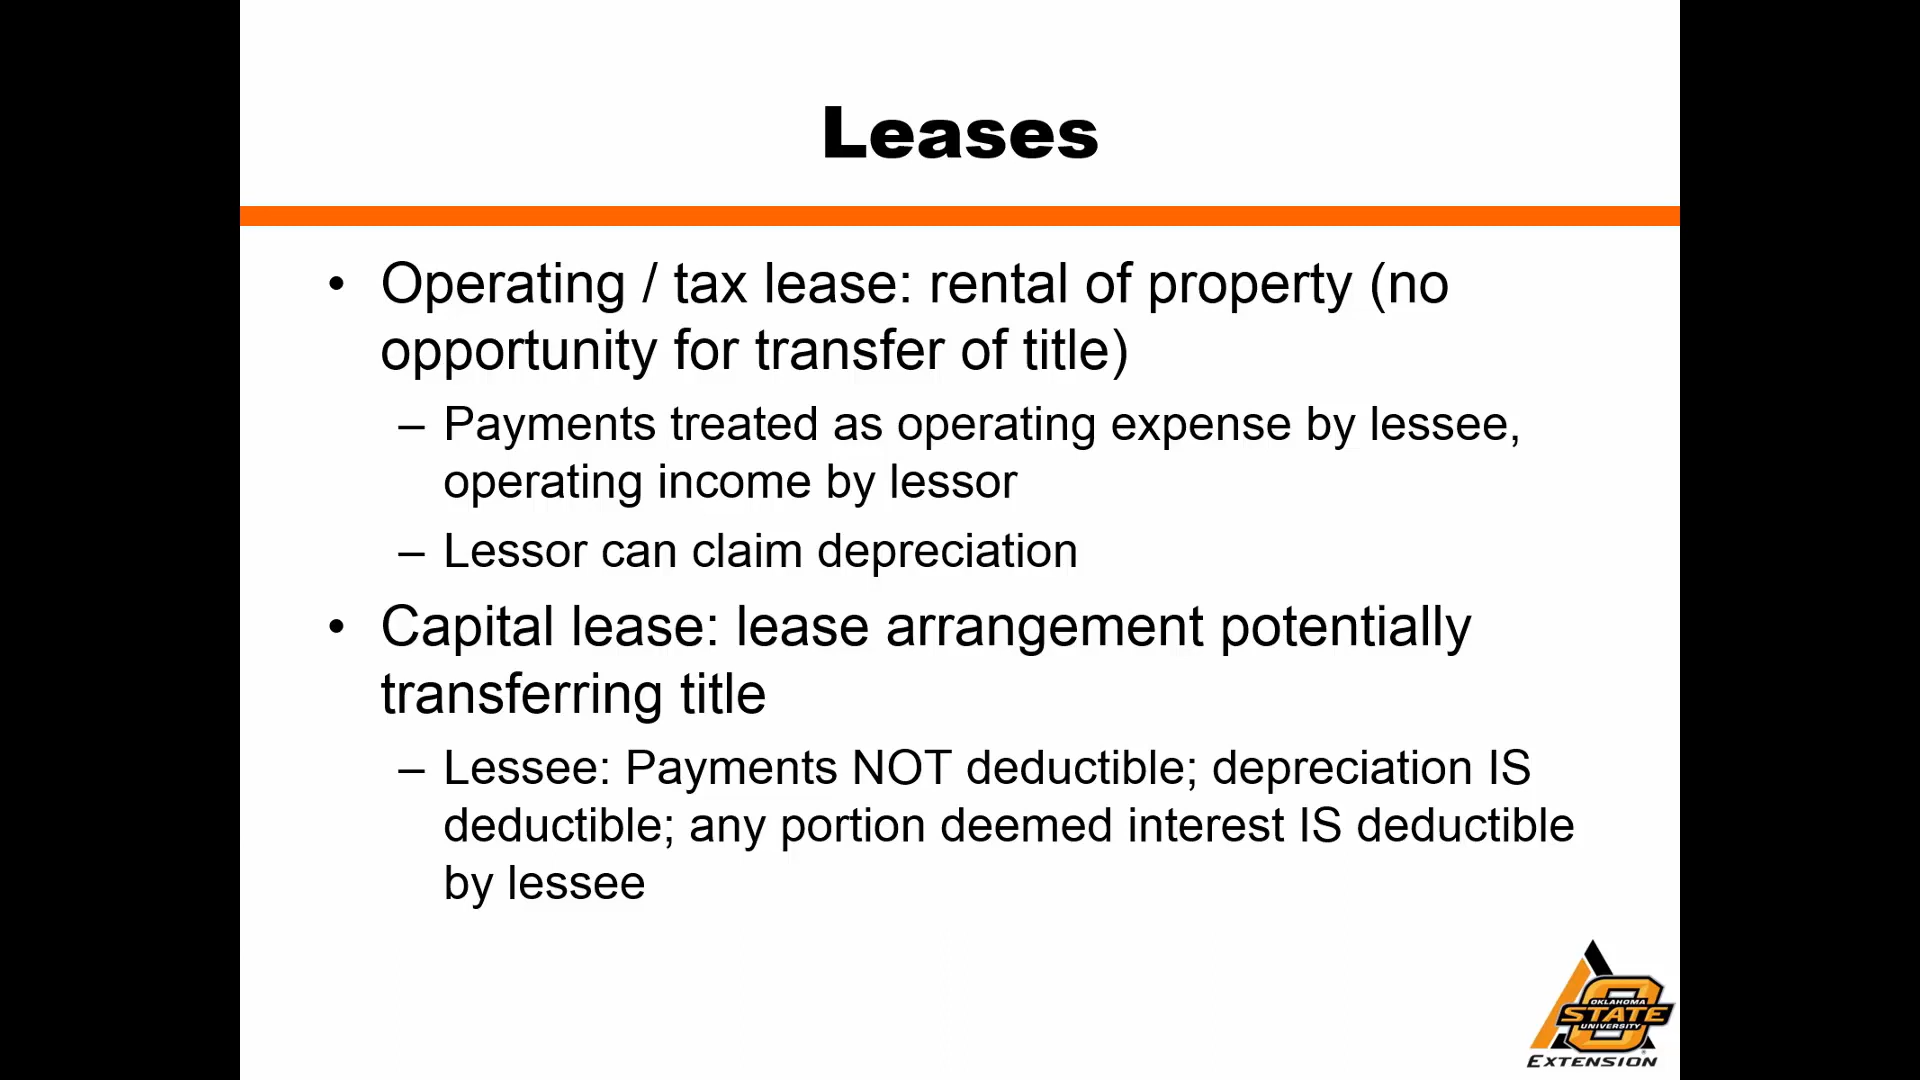 Leases
• Operating / tax lease: rental of property (no
opportunity for transfer of title)
– Payments treated as operating expense by lessee,
operating income by lessor
– Lessor can claim depreciation
• Capital lease: lease arrangement potentially
transferring title
– Lessee: Payments NOT deductible; depreciation IS
deductible; any portion deemed interest IS deductible
by lessee
OKLAHOMA
STATE
UNIVERSITY
EXTENSION